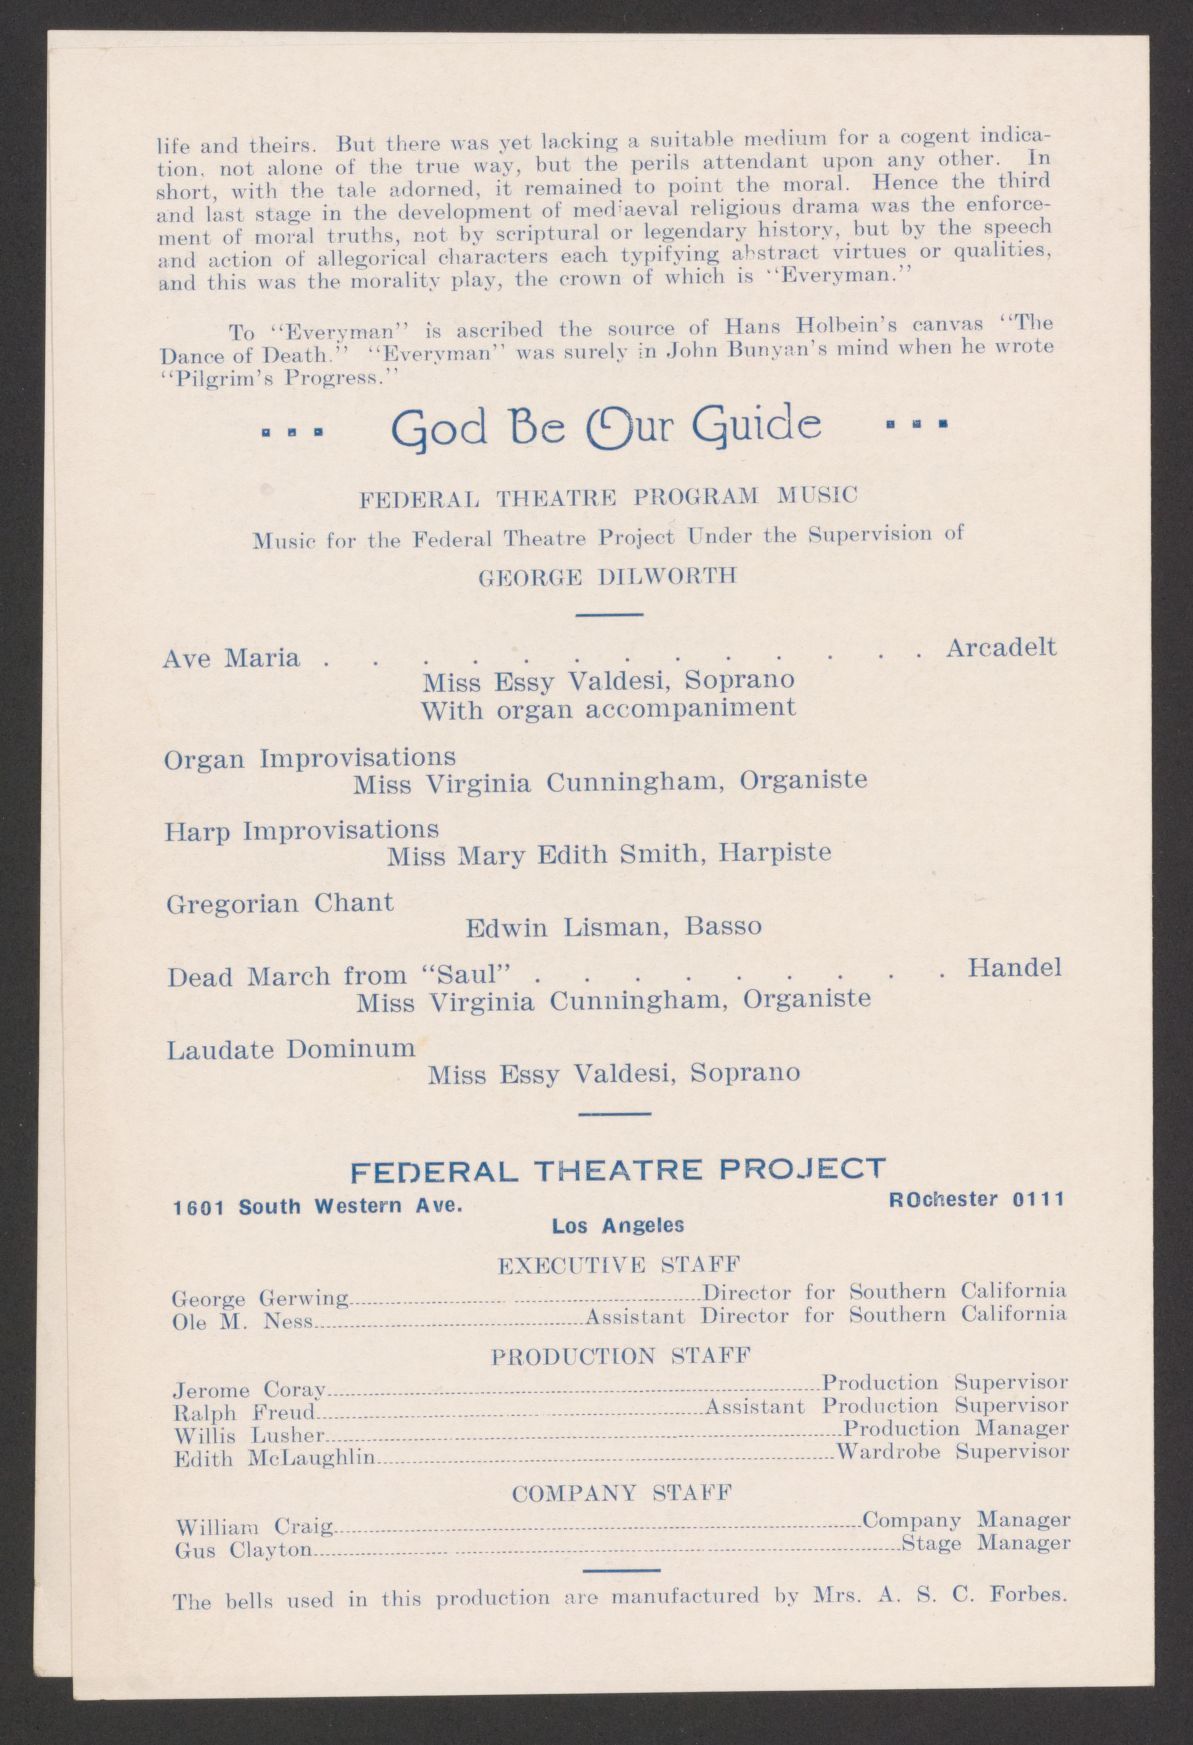 life and theirs. But there was yet lacking a suitable medium for a cogent indica-
tion, not alone of the true way, but the perils attendant upon any other. In
short, with the tale adorned, it remained to point the moral. Hence the third
and last stage in the development of mediaeval religious drama was the enforce-
ment of moral truths, not by scriptural or legendary history, but by the speech
and action of allegorical characters each typifying abstract virtues or qualities,
and this was the morality play, the crown of which is "Everyman."
To "Everyman" is ascribed the source of Hans Holbein's canvas "The
Dance of Death." "Everyman" was surely in John Bunyan's mind when he wrote
"Pilgrim's Progress."
God Be Our Guide
FEDERAL THEATRE PROGRAM MUSIC
Music for the Federal Theatre Project Under the Supervision of
GEORGE DILWORTH
Ave Maria . . . . . . . . . . . . . Arcadelt
Miss Essy Valdesi, Soprano
With organ accompaniment
Organ Improvisations
Miss Virginia Cunningham, Organiste
Harp Improvisations
Miss Mary Edith Smith, Harpiste
Gregorian Chant
Edwin Lisman, Basso
Dead March from "Saul" . . . . . . . . . Handel
Miss Virginia Cunningham, Organiste
Laudate Dominum
Miss Essy Valdesi, Soprano
FEDERAL THEATRE PROJECT
1601 South Western Ave. ROchester 0111
Los Angeles
EXECUTIVE STAFF
George Gerwing Director for Southern California
Ole M. Ness Assistant Director for Southern California
PRODUCTION STAFF
Jerome Coray Production Supervisor
Ralph Freud Assistant Production Supervisor
Willis Lusher Production Manager
Edith McLaughlin Wardrobe Supervisor
COMPANY STAFF
William Craig Company Manager
Gus Clayton Stage Manager
The bells used in this production are manufactured by Mrs. A. S. C. Forbes.